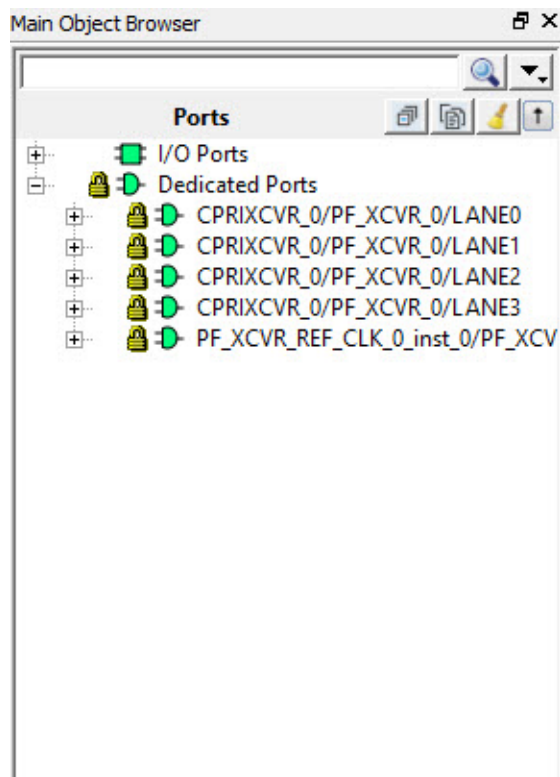 Main Object Browser
Ports
I/O Ports
Dedicated Ports
CPRIXCVR_0/PF_XCVR_0/LANE0
CPRIXCVR_0/PF_XCVR_0/LANE1
CPRIXCVR_0/PF_XCVR_0/LANE2
CPRIXCVR_0/PF_XCVR_0/LANE3
PF_XCVR_REF_CLK_0_inst_0/PF_XCV